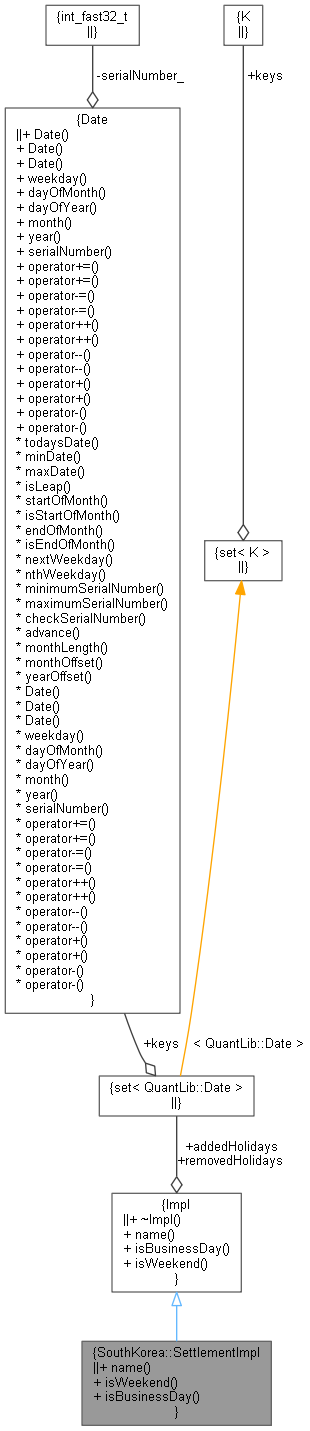 {int_fast32_t
||}
{K
||}
-serialNumber_
+keys
{Date
||+ Date()
+ Date()
+ Date()
+ weekday()
+ dayOfMonth()
+ dayOfYear()
+ month()
+ year()
+ serialNumber()
+ operator+=()
+ operator+=()
+ operator-=()
+ operator-=()
+ operator++()
+ operator++()
+ operator--()
+ operator--()
+ operator+()
+ operator+()
+ operator-()
+ operator-()
* todaysDate()
* minDate()
* maxDate()
* isLeap()
* startOfMonth()
* isStartOfMonth()
* endOfMonth()
* isEndOfMonth()
* nextWeekday()
* nthWeekday()
* minimumSerialNumber()
* maximumSerialNumber()
* checkSerialNumber()
* advance()
* monthLength()
* monthOffset()
* yearOffset()
* Date()
* Date()
* Date()
* weekday()
* dayOfMonth()
* dayOfYear()
* month()
* year()
* serialNumber()
* operator+=()
* operator+=()
* operator-=()
* operator-=()
* operator++()
* operator++()
* operator--()
* operator--()
* operator+()
* operator+()
* operator-()
* operator-()
}
{set< K >
||}
+keys
< QuantLib::Date >
{set< QuantLib::Date >
||}
+addedHolidays
+removedHolidays
{Impl
||+ ~Impl()
+ name()
+ isBusinessDay()
+ isWeekend()
}
{SouthKorea::SettlementImpl
||+ name()
+ isWeekend()
+ isBusinessDay()
}